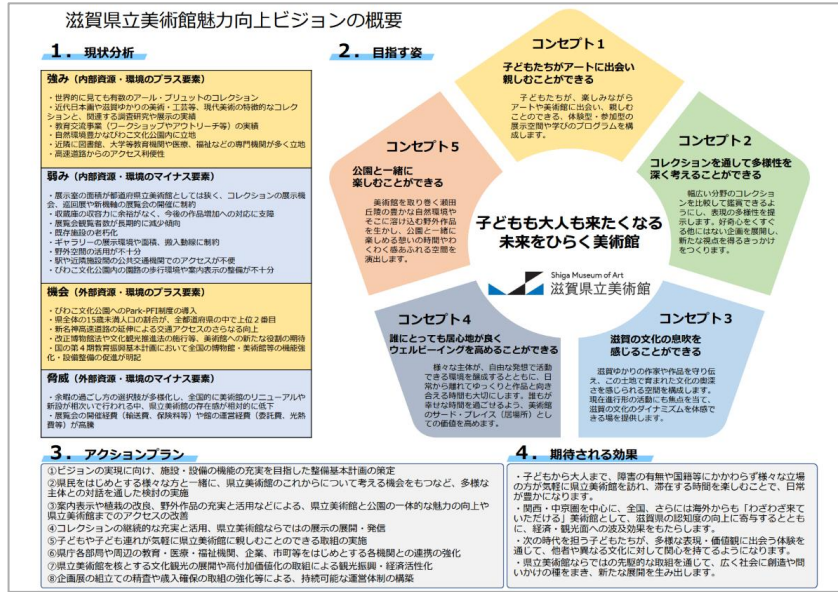 滋賀県立美術館魅力向上ビジョンの概要
1. 現状分析
強み（内部資源・環境のプラス要素）
・世界的に見ても有数のアール・ブリュットのコレクション
・近代日本画や滋賀ゆかりの美術・工芸等、現代美術の特徴的なコレ
クションと、関連する調査研究や展示の実績
・教育交流事業（ワークショップやアウトリーチ等）の実績
・自然環境豊かなびわこ文化公園内に立地
・近隣に図書館、大学等教育機関や医療、福祉などの専門機関が多く立地
・高速道路からのアクセス利便性
弱み（内部資源・環境のマイナス要素）
・展示室の面積が都道府県立美術館としては狭く、コレクションの展示機
会、巡回展や新機軸の展覧会の開催に制約
・収蔵庫の収容力に余裕がなく、今後の作品増加への対応に支障
・展覧会観覧者数が長期的に減少傾向
・既存施設の老朽化
・ギャラリーの展示環境や面積、搬入動線に制約
・野外空間の活用が不十分
・駅や近隣施設間の公共交通機関でのアクセスが不便
・びわこ文化公園内の園路の歩行環境や案内表示の整備が不十分
機会（外部資源・環境のプラス要素）
・びわこ文化公園へのPark-PFI制度の導入
・県全体の15歳未満人口の割合が、全都道府県の中で上位2番目
・新名神高速道路の延伸による交通アクセスのさらなる向上
・改正博物館法や文化観光推進法の施行等、美術館への新たな役割の期待
・国の第4期教育振興基本計画において全国の博物館・美術館等の機能強
化・設備整備の促進が明記
脅威（外部資源・環境のマイナス要素）
・余暇の過ごし方の選択肢が多様化し、全国的に美術館のリニューアルや
新設が相次いで行われる中、県立美術館の存在感が相対的に低下
・展覧会の開催経費（輸送費、保険料等）や館の運営経費（委託費、光熱
費等）が高騰
2. 目指す姿
コンセプト1
子どもたちがアートに出会い
親しむことができる
子どもたちが、楽しみながら
アートや美術館に出会い、親しむ
ことのできる、体験型・参加型の
展示空間や学びのプログラムを構
成します。
コンセプト2
コレクションを通して多様性を
深く考えることができる
幅広い分野のコレクション
を比較して鑑賞できるよ
うにし、表現の多様性を提
示します。好奇心をくすぐ
る他にはない企画を展開し、
新たな視点を得るきっかけ
をつくります。
コンセプト3
滋賀の文化の息吹を
感じることができる
滋賀ゆかりの作家や作品を守り伝
え、この土地で育まれた文化の奥深
さを感じられる空間を構成します。
現在進行形の活動にも焦点を当て、
滋賀の文化のダイナミズムを体感で
きる場を提供します。
コンセプト4
誰にとっても居心地が良く
ウェルビーイングを高めることができる
様々な主体が、自由な発想で活動
できる環境を醸成するとともに、日
常から離れてゆっくりと作品と向き
合える時間も大切にします。誰もが
幸せな時間を過ごせるよう、美術館
のサード・プレイス（居場所）とし
ての価値を高めます。
コンセプト5
公園と一緒に
楽しむことができる
美術館を取り巻く瀬田
丘陵の豊かな自然環境や
そこに溶け込む野外作品
を生かし、公園と一緒に
楽しめる憩いの時間やわ
くわく感あふれる空間を
演出します。
子どもも大人も来たくなる
未来をひらく美術館
Shiga Museum of Art
滋賀県立美術館
3. アクションプラン
①ビジョンの実現に向け、施設・設備の機能の充実を目指した整備基本計画の策定
②県民をはじめとする様々な方と一緒に、県立美術館のこれからについて考える機会をもつなど、多様な
主体との対話を通した検討の実施
③案内表示や植栽の改良、野外作品の充実と活用などによる、県立美術館と公園の一体的な魅力の向上や
県立美術館までのアクセスの改善
④コレクションの継続的な充実と活用、県立美術館ならではの展示の展開・発信
⑤子どもや子ども連れが気軽に県立美術館に親しむことのできる取組の実施
⑥県庁各部局や周辺の教育・医療・福祉機関、企業、市町等をはじめとする各機関との連携の強化
⑦県立美術館を核とする文化観光の展開や高付加価値化の取組による観光振興・経済活性化
⑧企画展の組立ての精査や歳入確保の取組の強化等による、持続可能な運営体制の構築
4. 期待される効果
・子どもから大人まで、障害の有無や国籍等にかかわらず様々な立場
の方が気軽に県立美術館を訪れ、滞在する時間を楽しむことで、日常
が豊かになります。
・関西・中京圏を中心に、全国、さらには海外からも「わざわざ来て
いただける」美術館として、滋賀県の認知度の向上に寄与するととも
に、経済・観光面への波及効果をもたらします。
・次の時代を担う子どもたちが、多様な表現・価値観に出会う体験を
通じて、他者や異なる文化に対して関心を持てるようになります。
・県立美術館ならではの先駆的な取組を通じて、広く社会に創造や問
いかけの種をまき、新たな展開を生み出します。